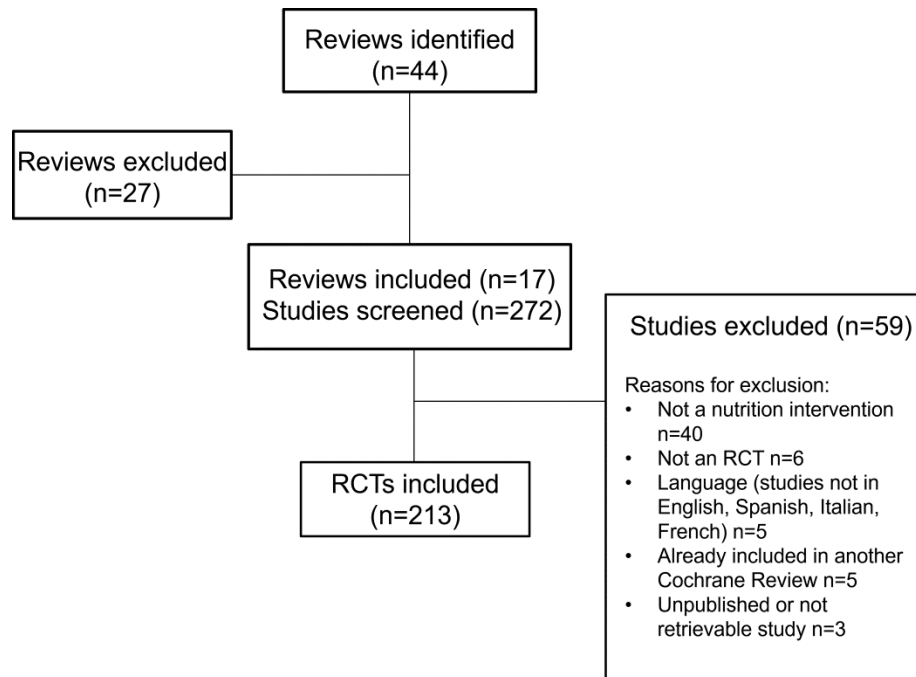 Reviews identified
(n=44)
Reviews excluded
(n=27)
Reviews included (n=17)
Studies screened (n=272)
Studies excluded (n=59)
Reasons for exclusion:
• Not a nutrition intervention
n=40
• Not an RCT n=6
• Language (studies not in
English, Spanish, Italian,
French) n=5
• Already included in another
Cochrane Review n=5
• Unpublished or not
retrievable study n=3
RCTs included
(n=213)